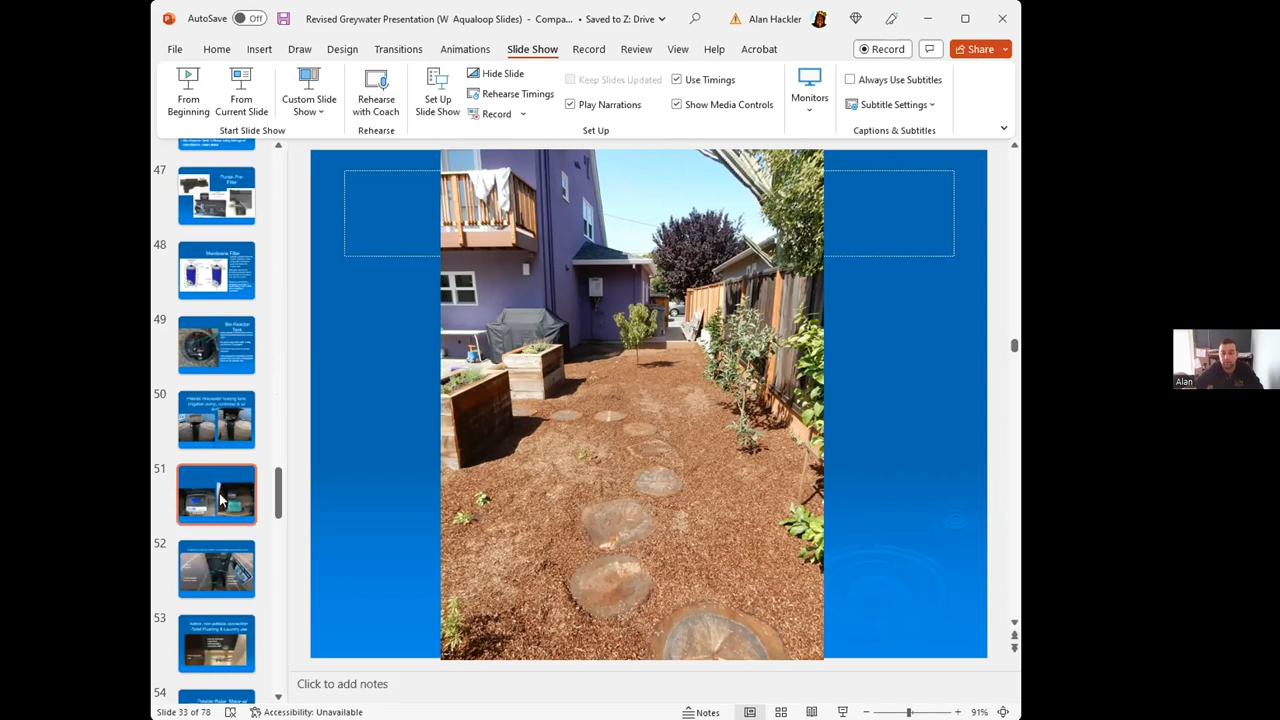 AutoSave Off Revised Greywater Presentation (W Aqualoop Slides) - Compa... • Saved to Z: Drive Alan Hackler
File Home Insert Draw Design Transitions Animations Slide Show Record Review View Help Acrobat Record Share
From Beginning
From Current Slide
Custom Slide Show
Start Slide Show
Rehearse with Coach
Rehearse
Set Up Slide Show
Hide Slide
Rehearse Timings
Record
Keep Slides Updated
Play Narrations
Use Timings
Show Media Controls
Set Up
Monitors
Always Use Subtitles
Subtitle Settings
Captions & Subtitles
47
48
Membrane Filter
49
50
51
52
53
54
Alan
Click to add notes
Slide 33 of 78 Accessibility: Unavailable Notes 91%